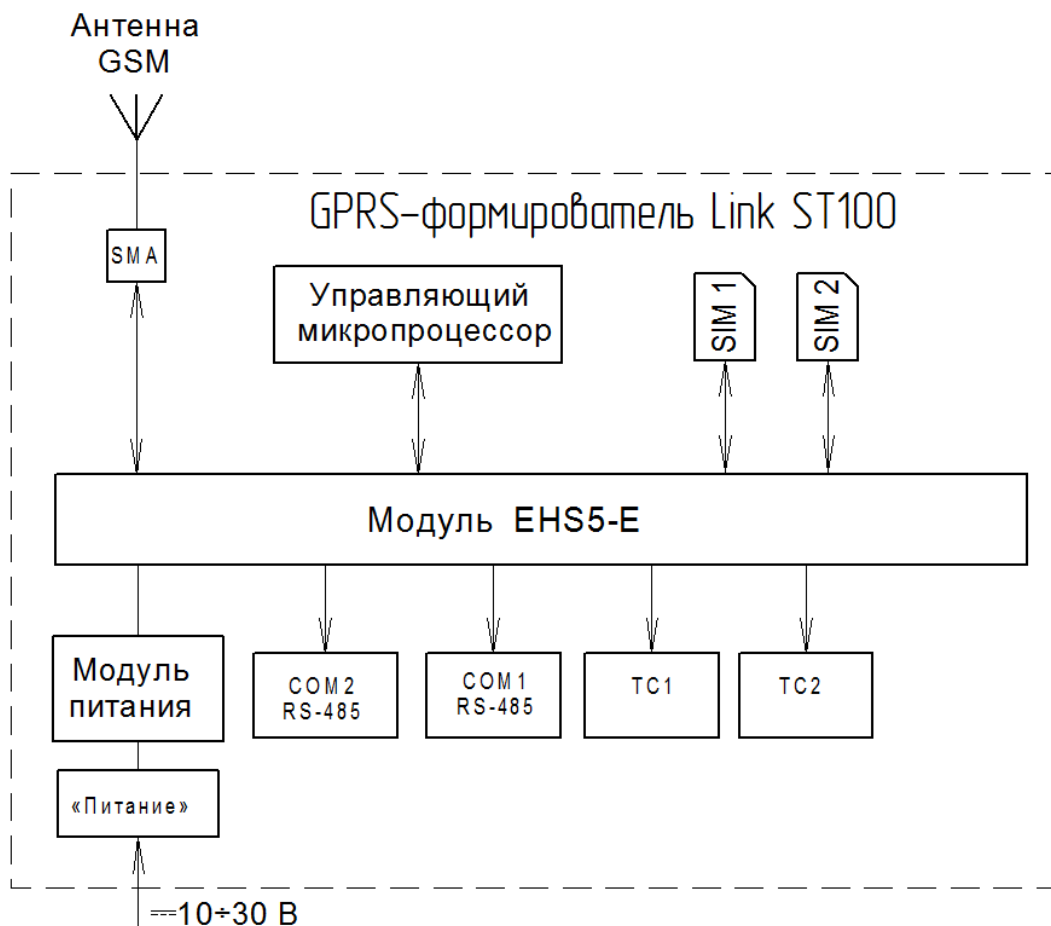 Антенна
GSM
GPRS-формирователь Link ST100
SMA
Управляющий
микропроцессор
SIM 1
SIM 2
Модуль EHS5-E
Модуль
питания
COM2
RS-485
COM1
RS-485
TC1
TC2
«Питание»
⎓10÷30 В